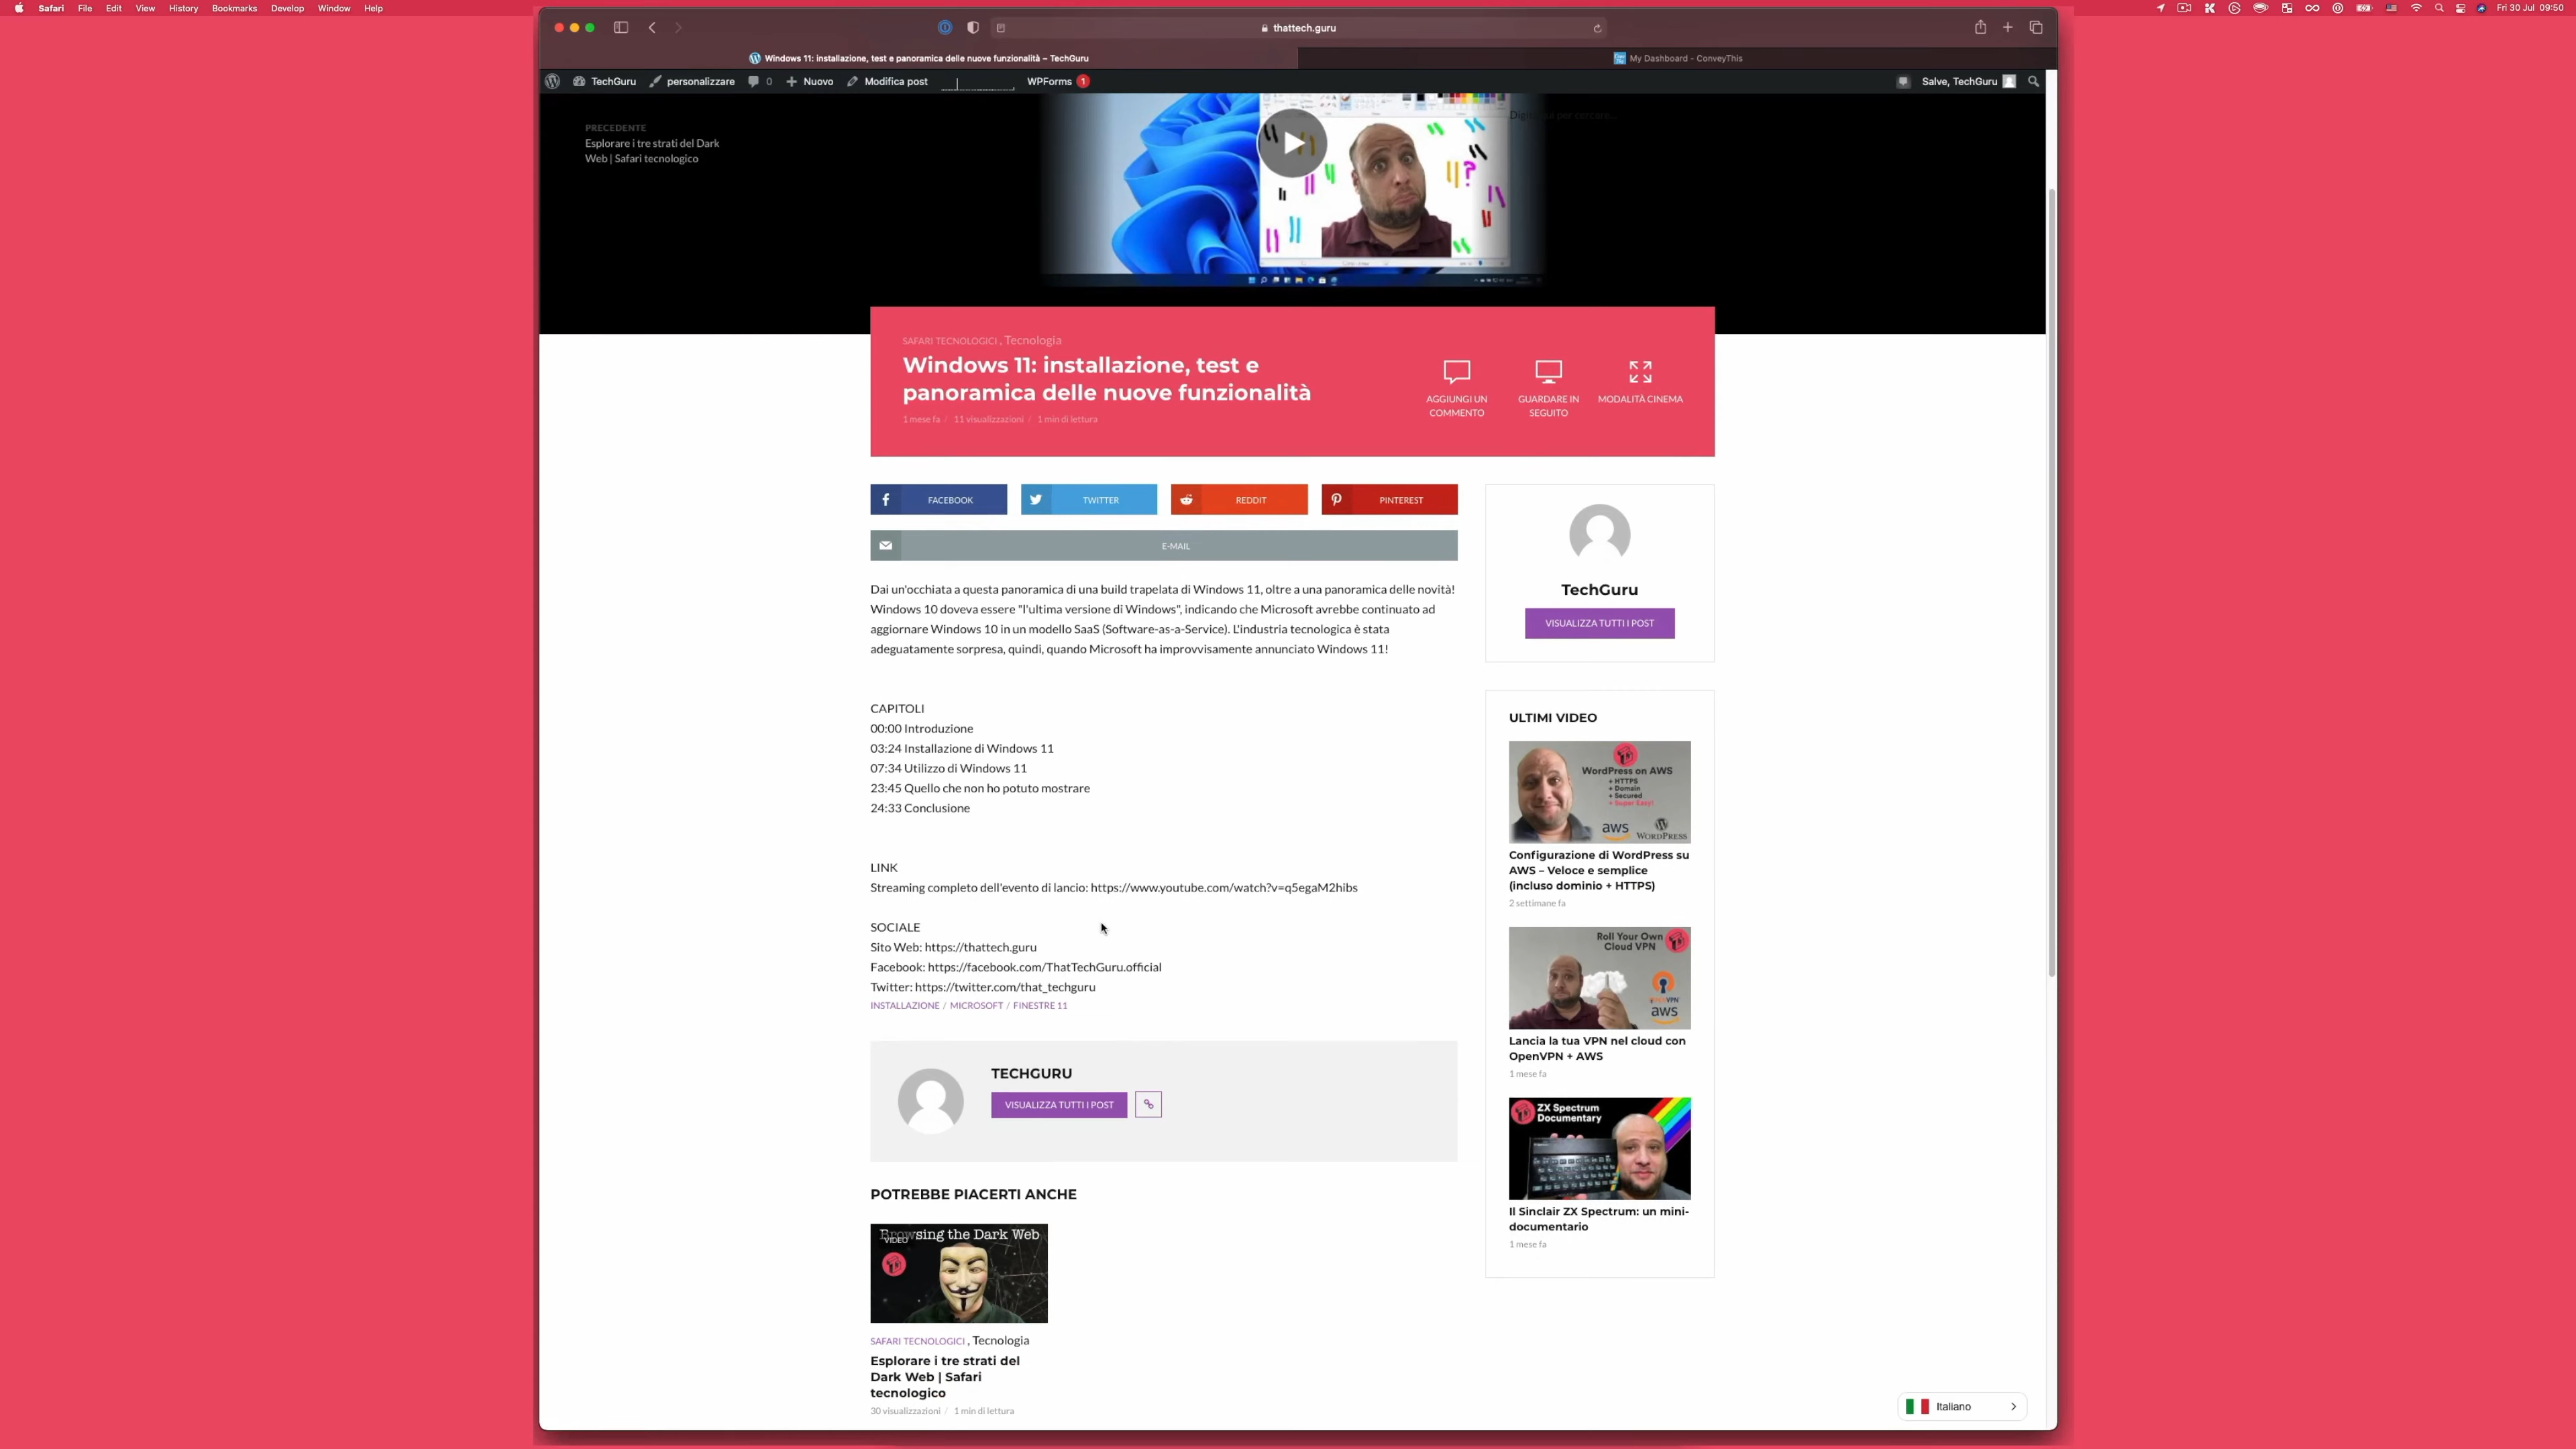 Safari File Edit View History Bookmarks Develop Window Help
Fri 30 Jul 09:50
thattech.guru
Windows 11: installazione, test e panoramica delle nuove funzionalità – TechGuru
My Dashboard - ConveyThis
TechGuru personalizzare 0 Nuovo Modifica post WPForms 1
Salve, TechGuru
PRECEDENTE
Esplorare i tre strati del Dark
Web | Safari tecnologico
SAFARI TECNOLOGICI , Tecnologia
Windows 11: installazione, test e
panoramica delle nuove funzionalità
1 mese fa / 11 visualizzazioni / 1 min di lettura
AGGIUNGI UN
COMMENTO
GUARDARE IN
SEGUITO
MODALITÀ CINEMA
FACEBOOK
TWITTER
REDDIT
PINTEREST
E-MAIL
Dai un'occhiata a questa panoramica di una build trapelata di Windows 11, oltre a una panoramica delle novità!
Windows 10 doveva essere "l'ultima versione di Windows", indicando che Microsoft avrebbe continuato ad
aggiornare Windows 10 in un modello SaaS (Software-as-a-Service). L'industria tecnologica è stata
adeguatamente sorpresa, quindi, quando Microsoft ha improvvisamente annunciato Windows 11!
CAPITOLI
00:00 Introduzione
03:24 Installazione di Windows 11
07:34 Utilizzo di Windows 11
23:45 Quello che non ho potuto mostrare
24:33 Conclusione
LINK
Streaming completo dell'evento di lancio: https://www.youtube.com/watch?v=q5egaM2hibs
SOCIALE
Sito Web: https://thattech.guru
Facebook: https://facebook.com/ThatTechGuru.official
Twitter: https://twitter.com/that_techguru
INSTALLAZIONE / MICROSOFT / FINESTRE 11
TECHGURU
VISUALIZZA TUTTI I POST
POTREBBE PIACERTI ANCHE
Browsing the Dark Web
VIDEO
SAFARI TECNOLOGICI , Tecnologia
Esplorare i tre strati del
Dark Web | Safari
tecnologico
30 visualizzazioni / 1 min di lettura
TechGuru
VISUALIZZA TUTTI I POST
ULTIMI VIDEO
WordPress on AWS
+ HTTPS
+ Domain
+ Secured
+ Super Easy!
aws
WORDPRESS
Configurazione di WordPress su
AWS – Veloce e semplice
(incluso dominio + HTTPS)
2 settimane fa
Roll Your Own
Cloud VPN
aws
Lancia la tua VPN nel cloud con
OpenVPN + AWS
1 mese fa
ZX Spectrum
Documentary
Il Sinclair ZX Spectrum: un mini-
documentario
1 mese fa
Italiano